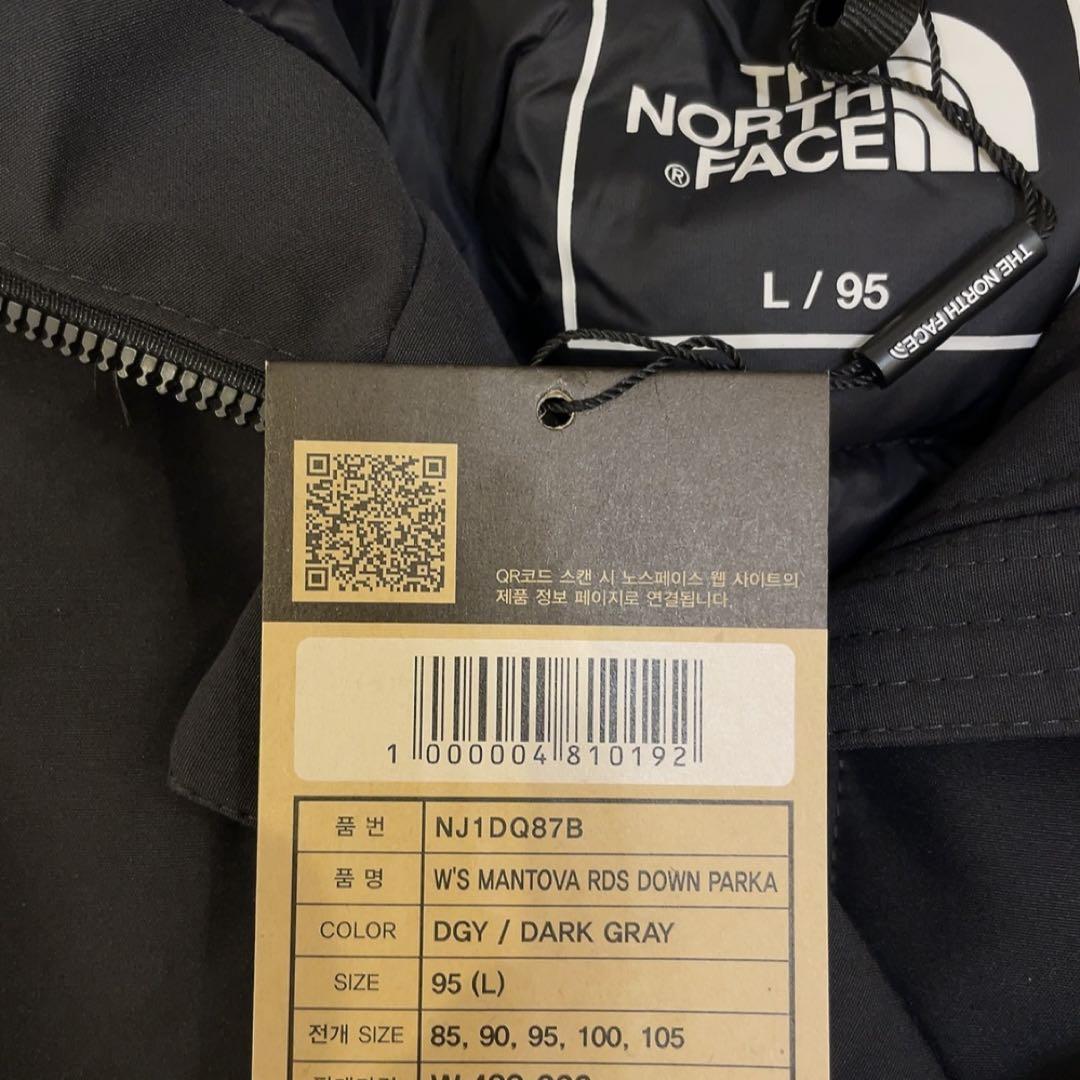 THE
NORTH
FACE
®
L / 95
THE NORTH FACE
QR코드 스캔 시 노스페이스 웹 사이트의
제품 정보 페이지로 연결됩니다.
1 000004 810192
품 번 NJ1DQ87B
품 명 W'S MANTOVA RDS DOWN PARKA
COLOR DGY / DARK GRAY
SIZE 95 (L)
전개 SIZE 85, 90, 95, 100, 105